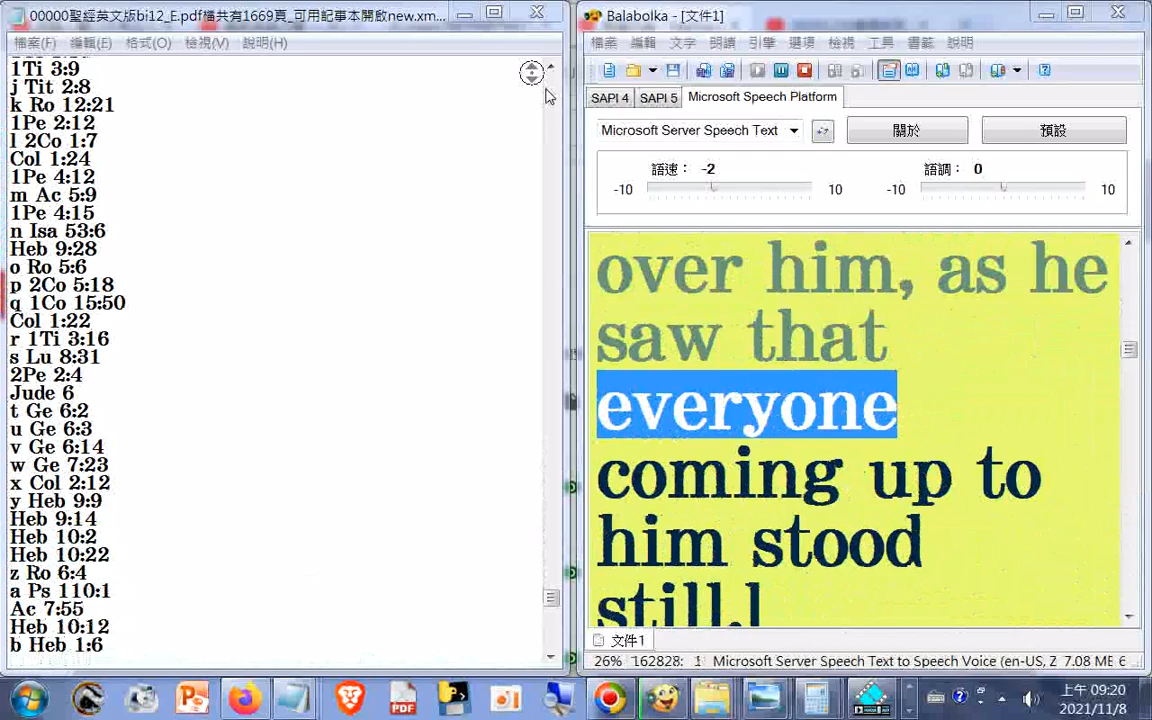 00000聖經英文版bi12_E.pdf檔共有1669頁_可用記事本開啟new.xm...
檔案(F) 編輯(E) 格式(O) 檢視(V) 說明(H)
1Ti 3:9
j Tit 2:8
k Ro 12:21
1Pe 2:12
l 2Co 1:7
Col 1:24
1Pe 4:12
m Ac 5:9
1Pe 4:15
n Isa 53:6
Heb 9:28
o Ro 5:6
p 2Co 5:18
q 1Co 15:50
Col 1:22
r 1Ti 3:16
s Lu 8:31
2Pe 2:4
Jude 6
t Ge 6:2
u Ge 6:3
v Ge 6:14
w Ge 7:23
x Col 2:12
y Heb 9:9
Heb 9:14
Heb 10:2
Heb 10:22
z Ro 6:4
a Ps 110:1
Ac 7:55
Heb 10:12
b Heb 1:6
Balabolka - [文件1]
檔案 編輯 文字 朗讀 引擎 選項 檢視 工具 書籤 說明
SAPI 4 SAPI 5 Microsoft Speech Platform
Microsoft Server Speech Text 關於 預設
語速： -2 語調： 0
-10 10 -10 10
over him, as he
saw that
everyone
coming up to
him stood
still.l
文件1
26% 162828: 1 Microsoft Server Speech Text to Speech Voice (en-US, Z 7.08 MB 6
上午 09:20
2021/11/8